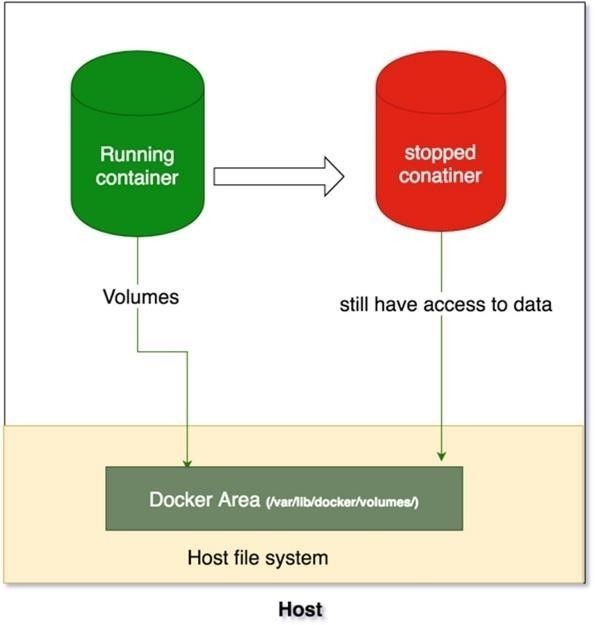 Running
container
stopped
conatiner
Volumes
still have access to data
Docker Area (/var/lib/docker/volumes/)
Host file system
Host